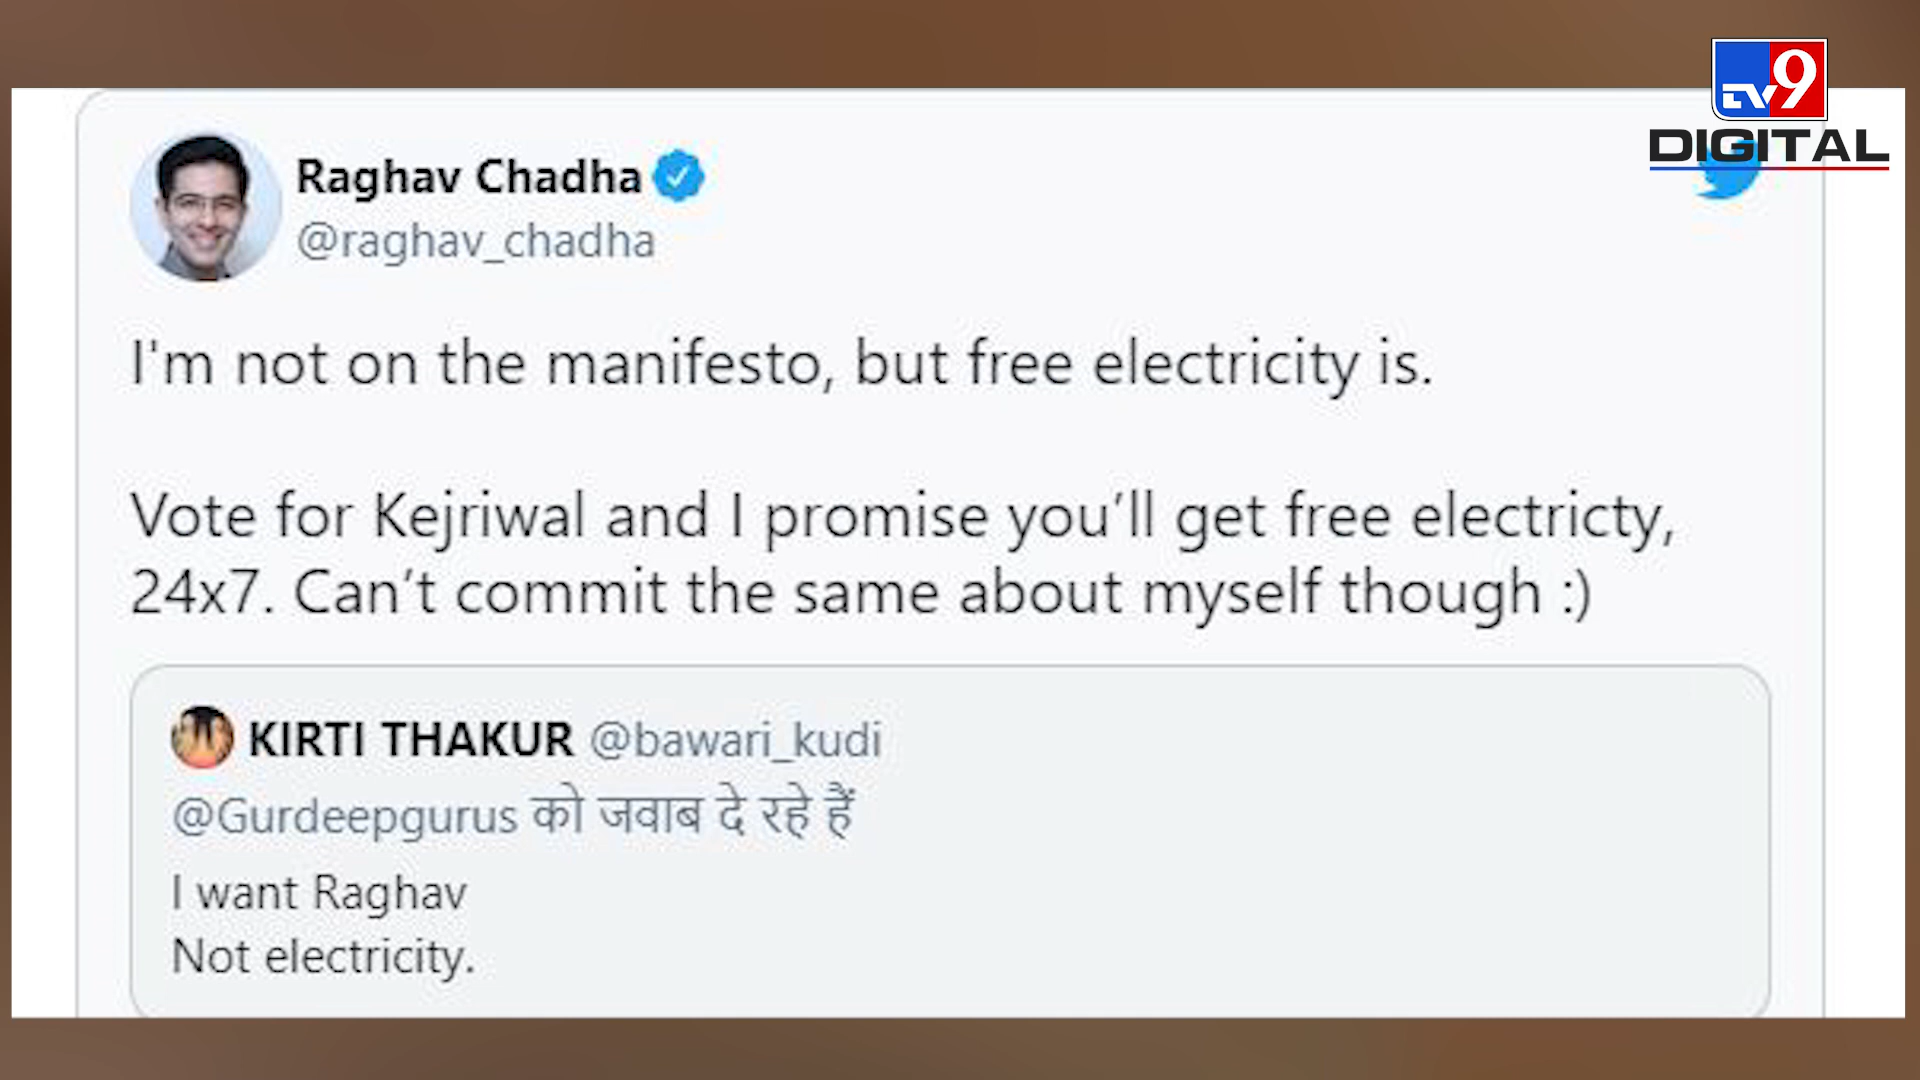 TV9
DIGITAL
Raghav Chadha
@raghav_chadha
I'm not on the manifesto, but free electricity is.
Vote for Kejriwal and I promise you’ll get free electricty,
24x7. Can’t commit the same about myself though :)
KIRTI THAKUR @bawari_kudi
@Gurdeepgurus को जवाब दे रहे हैं
I want Raghav
Not electricity.